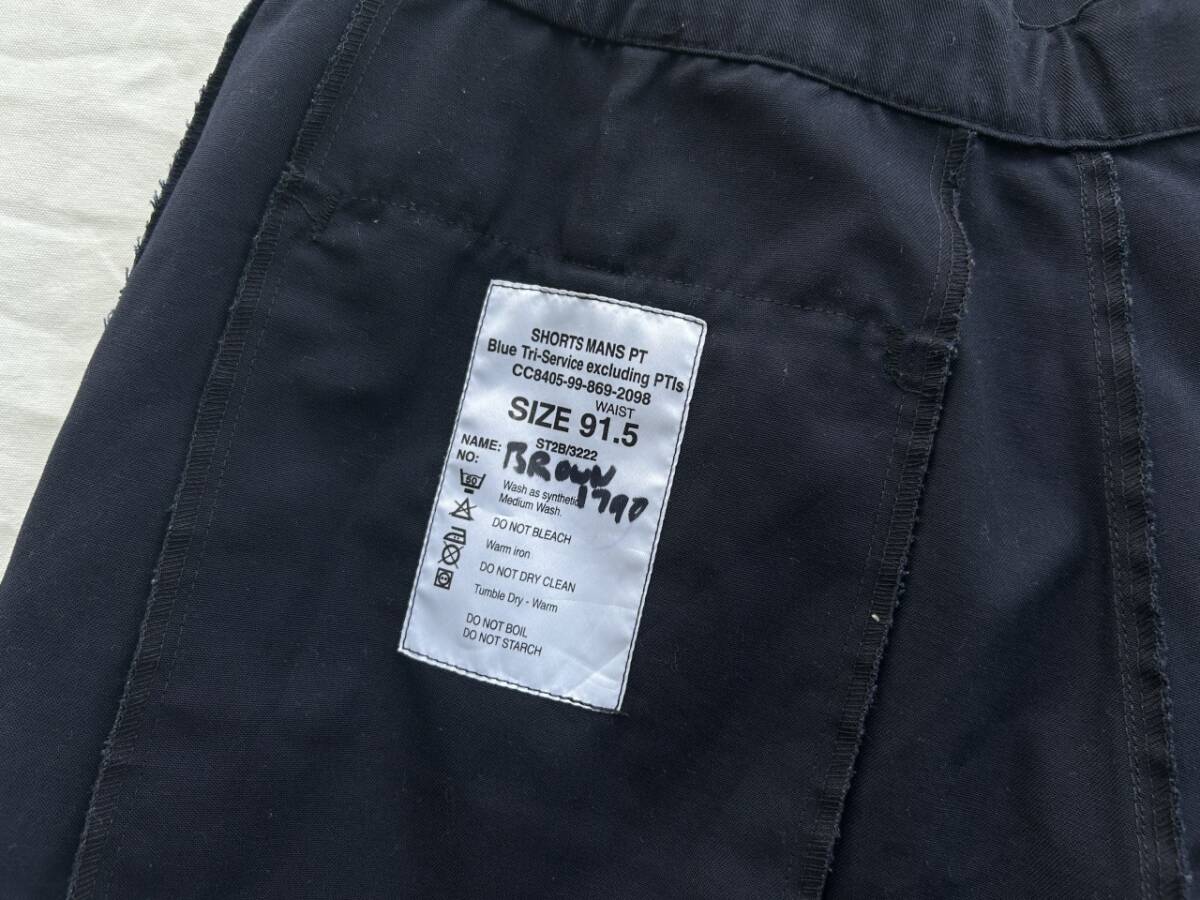 SHORTS MANS PT
Blue Tri-Service excluding PTIs
CC8405-99-869-2098
WAIST
SIZE 91.5
ST2B/3222
NAME: BROWN
NO: 1790
50
Wash as synthetic
Medium Wash.
DO NOT BLEACH
Warm iron
DO NOT DRY CLEAN
Tumble Dry - Warm
DO NOT BOIL
DO NOT STARCH